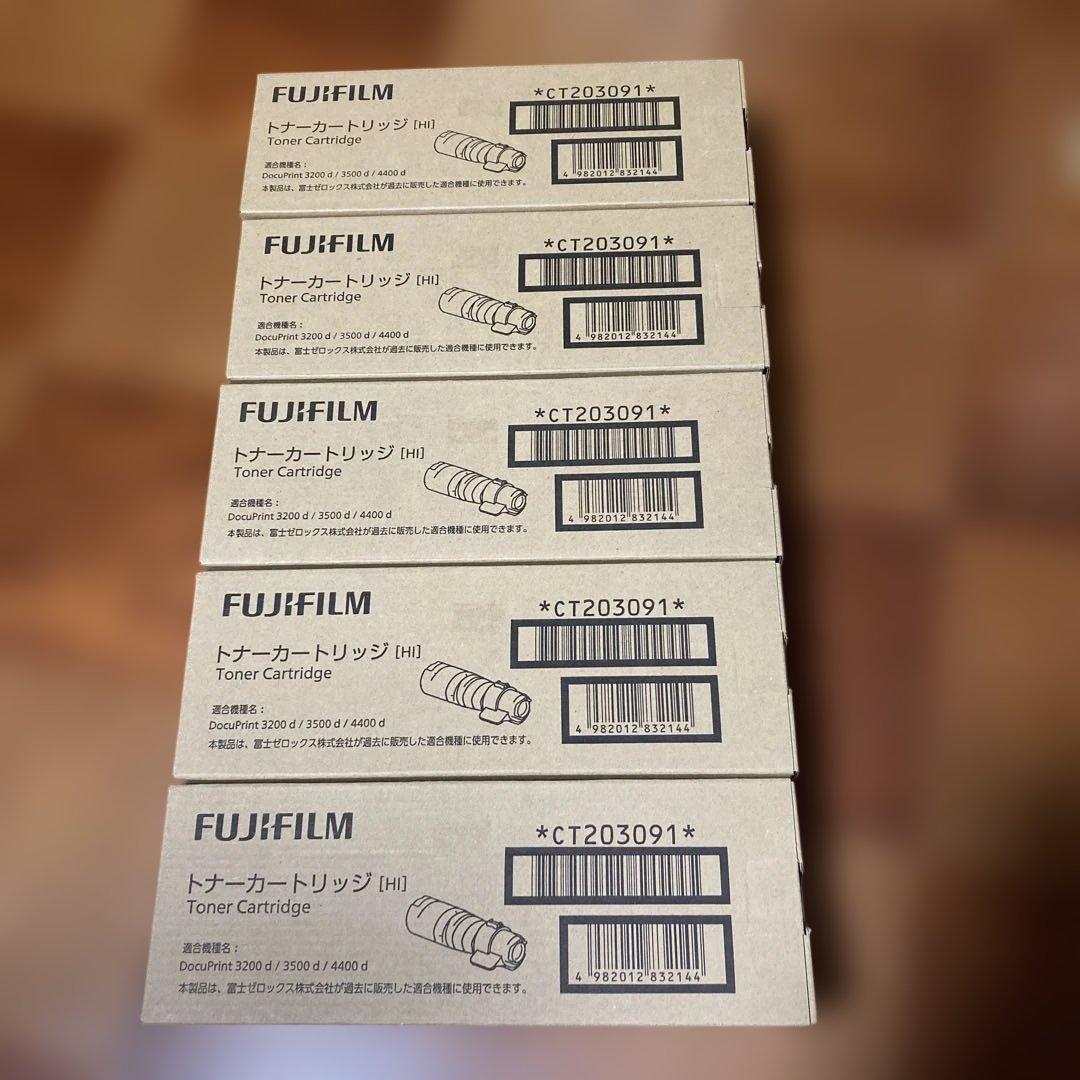 FUJIFILM
*CT203091*
トナーカートリッジ [HI]
Toner Cartridge
4 982012 832144
適合機種名：
DocuPrint 3200 d / 3500 d / 4400 d
本製品は、富士ゼロックス株式会社が過去に販売した適合機種に使用できます。
FUJIFILM
*CT203091*
トナーカートリッジ [HI]
Toner Cartridge
適合機種名：
DocuPrint 3200 d / 3500 d / 4400 d
4 982012 832144
本製品は、富士ゼロックス株式会社が過去に販売した適合機種に使用できます。
FUJIFILM
*CT203091*
トナーカートリッジ [HI]
Toner Cartridge
適合機種名：
DocuPrint 3200 d / 3500 d / 4400 d
4 982012 832144
本製品は、富士ゼロックス株式会社が過去に販売した適合機種に使用できます。
FUJIFILM
*CT203091*
トナーカートリッジ [HI]
Toner Cartridge
適合機種名：
DocuPrint 3200 d / 3500 d / 4400 d
4 982012 832144
本製品は、富士ゼロックス株式会社が過去に販売した適合機種に使用できます。
FUJIFILM
*CT203091*
トナーカートリッジ [HI]
Toner Cartridge
適合機種名：
DocuPrint 3200 d / 3500 d / 4400 d
4 982012 832144
本製品は、富士ゼロックス株式会社が過去に販売した適合機種に使用できます。